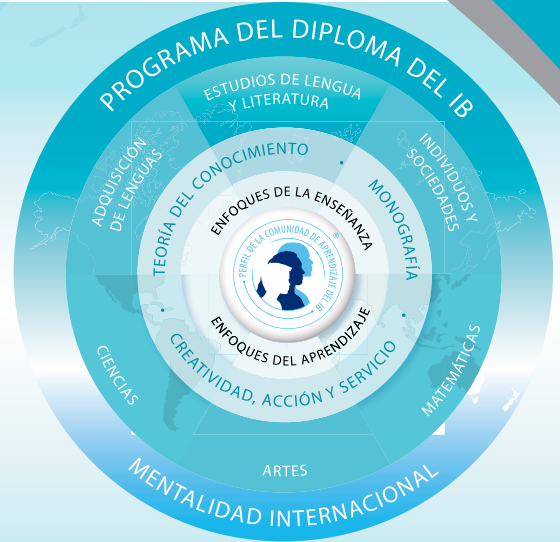 PROGRAMA DEL DIPLOMA DEL IB
ESTUDIOS DE LENGUA
Y LITERATURA
ADQUISICIÓN
DE LENGUAS
INDIVIDUOS Y
SOCIEDADES
TEORÍA DEL CONOCIMIENTO
MONOGRAFÍA
ENFOQUES DE LA ENSEÑANZA
PERFIL DE LA COMUNIDAD DE APRENDIZAJE DEL IB
®
ENFOQUES DEL APRENDIZAJE
CREATIVIDAD, ACCIÓN Y SERVICIO
CIENCIAS
MATEMÁTICAS
ARTES
MENTALIDAD INTERNACIONAL